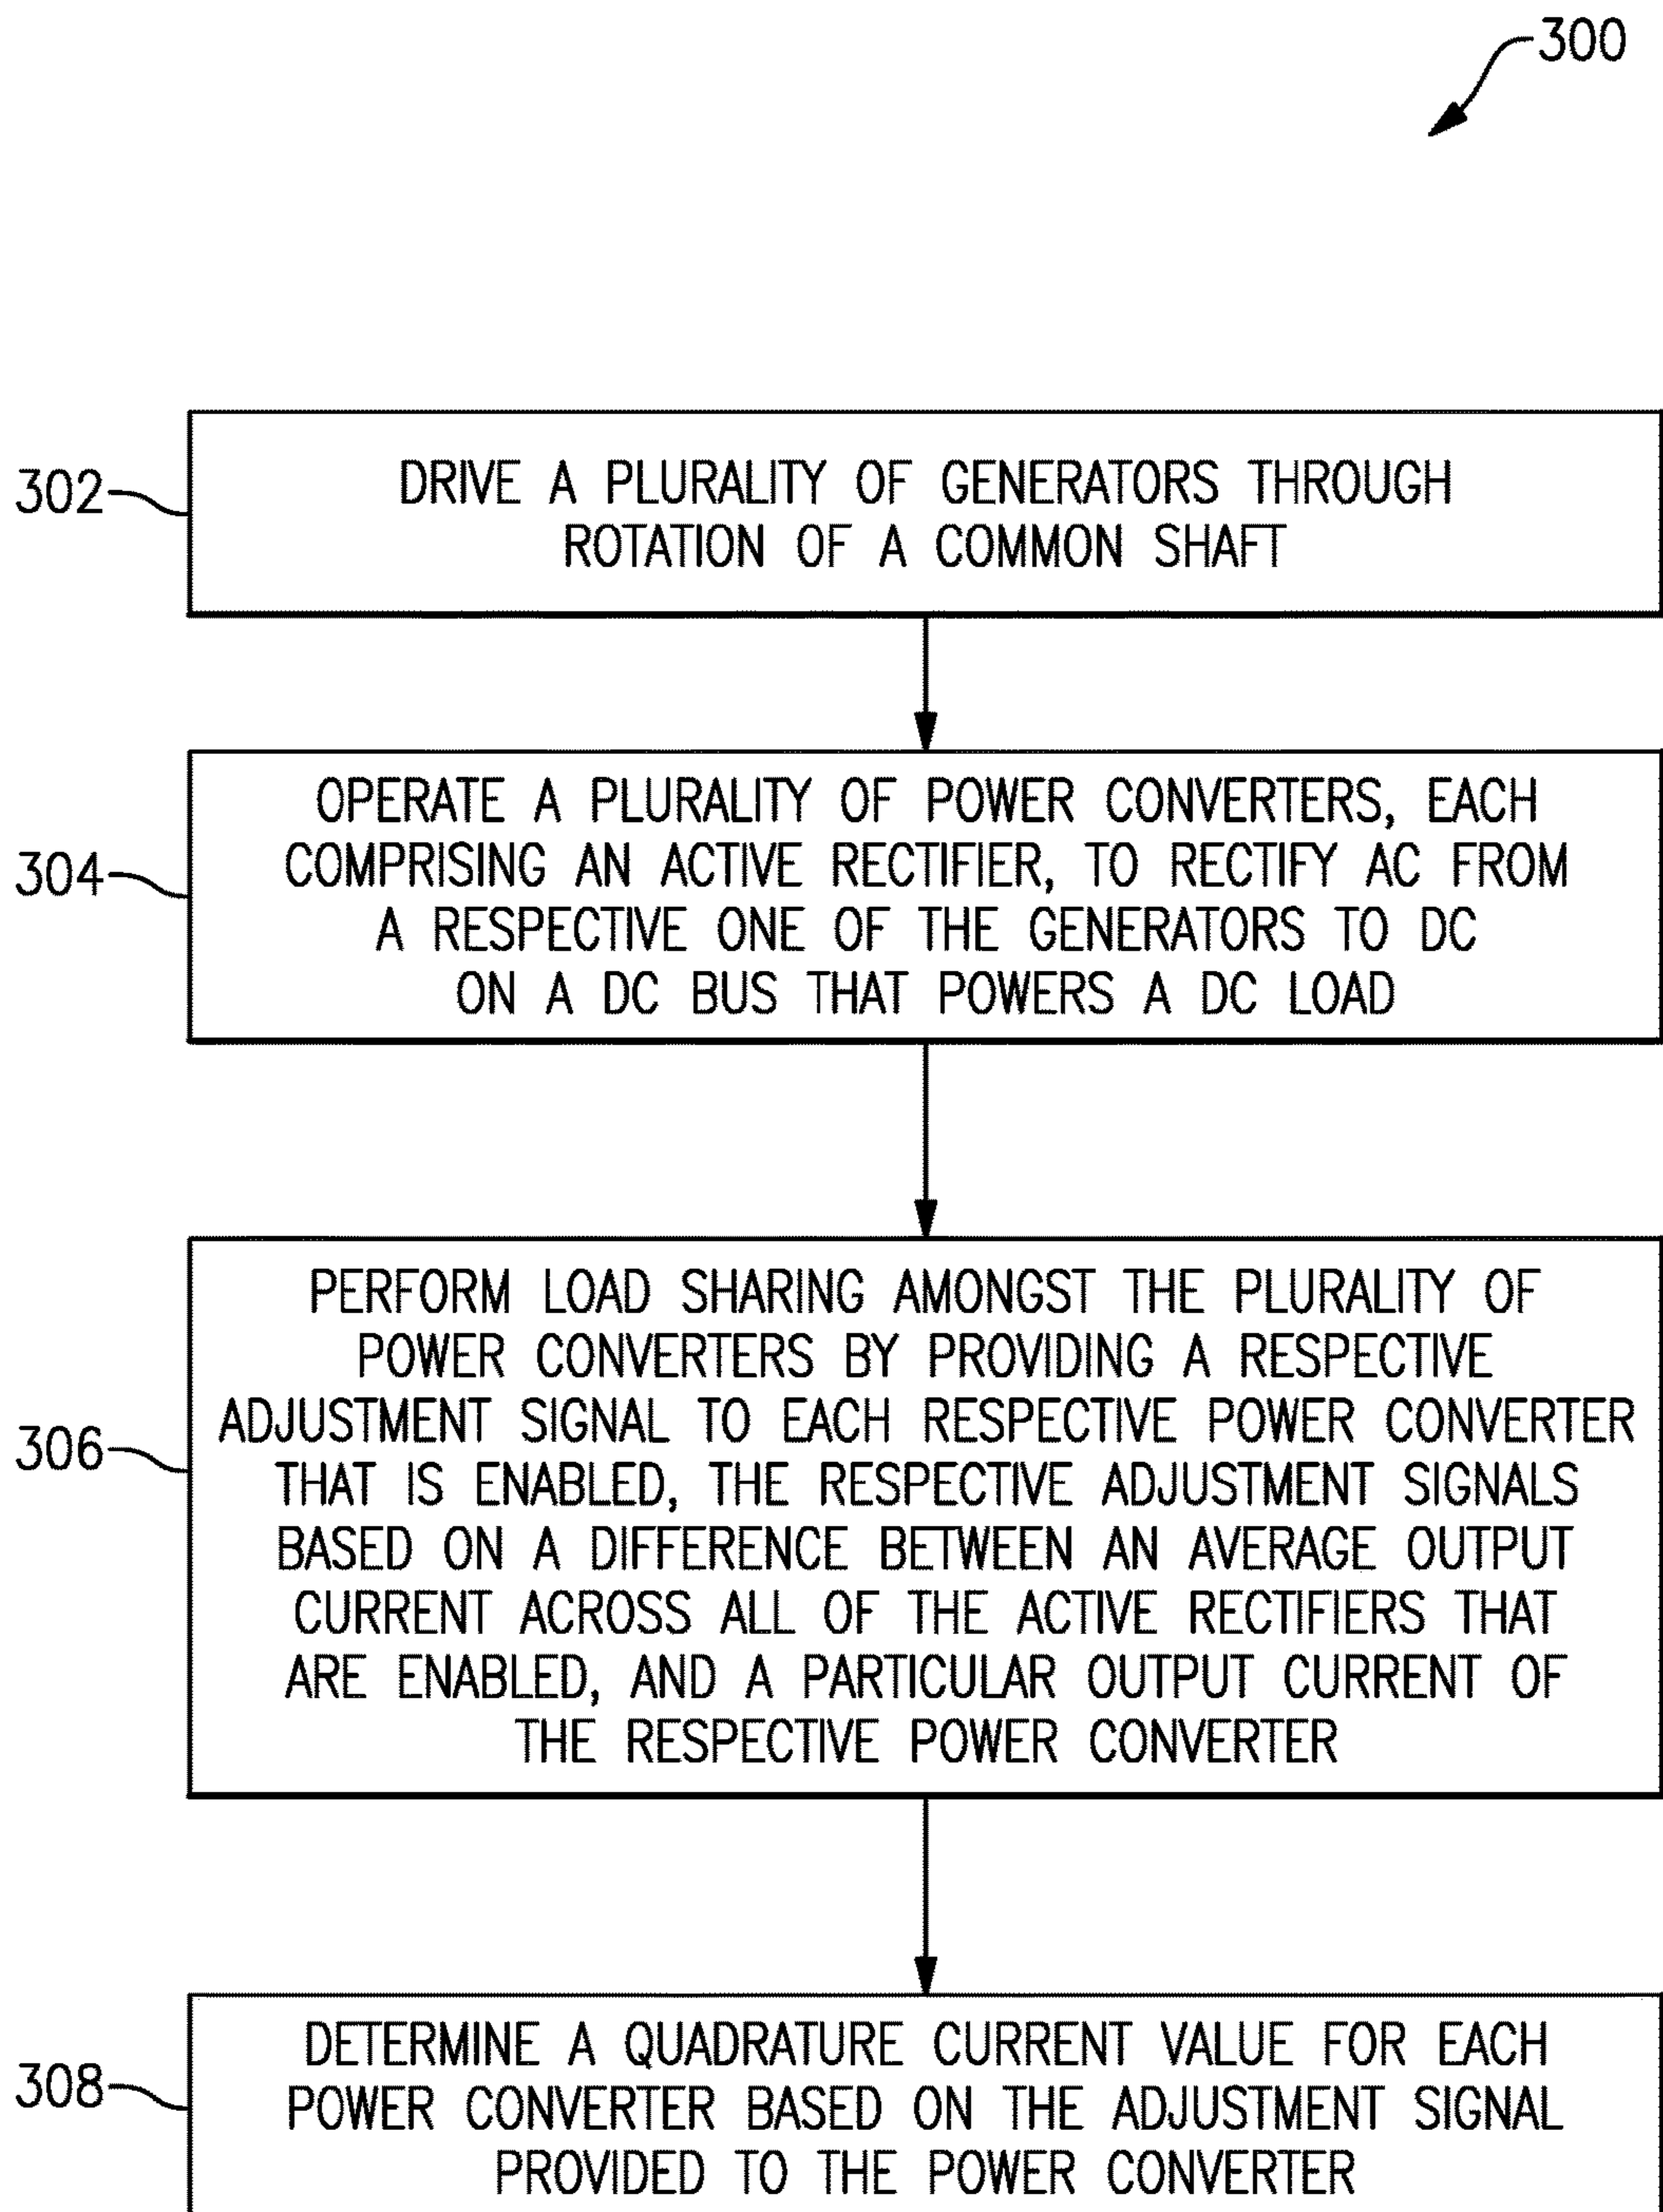 300
302
DRIVE A PLURALITY OF GENERATORS THROUGH
ROTATION OF A COMMON SHAFT
304
OPERATE A PLURALITY OF POWER CONVERTERS, EACH
COMPRISING AN ACTIVE RECTIFIER, TO RECTIFY AC FROM
A RESPECTIVE ONE OF THE GENERATORS TO DC
ON A DC BUS THAT POWERS A DC LOAD
306
PERFORM LOAD SHARING AMONGST THE PLURALITY OF
POWER CONVERTERS BY PROVIDING A RESPECTIVE
ADJUSTMENT SIGNAL TO EACH RESPECTIVE POWER CONVERTER
THAT IS ENABLED, THE RESPECTIVE ADJUSTMENT SIGNALS
BASED ON A DIFFERENCE BETWEEN AN AVERAGE OUTPUT
CURRENT ACROSS ALL OF THE ACTIVE RECTIFIERS THAT
ARE ENABLED, AND A PARTICULAR OUTPUT CURRENT OF
THE RESPECTIVE POWER CONVERTER
308
DETERMINE A QUADRATURE CURRENT VALUE FOR EACH
POWER CONVERTER BASED ON THE ADJUSTMENT SIGNAL
PROVIDED TO THE POWER CONVERTER